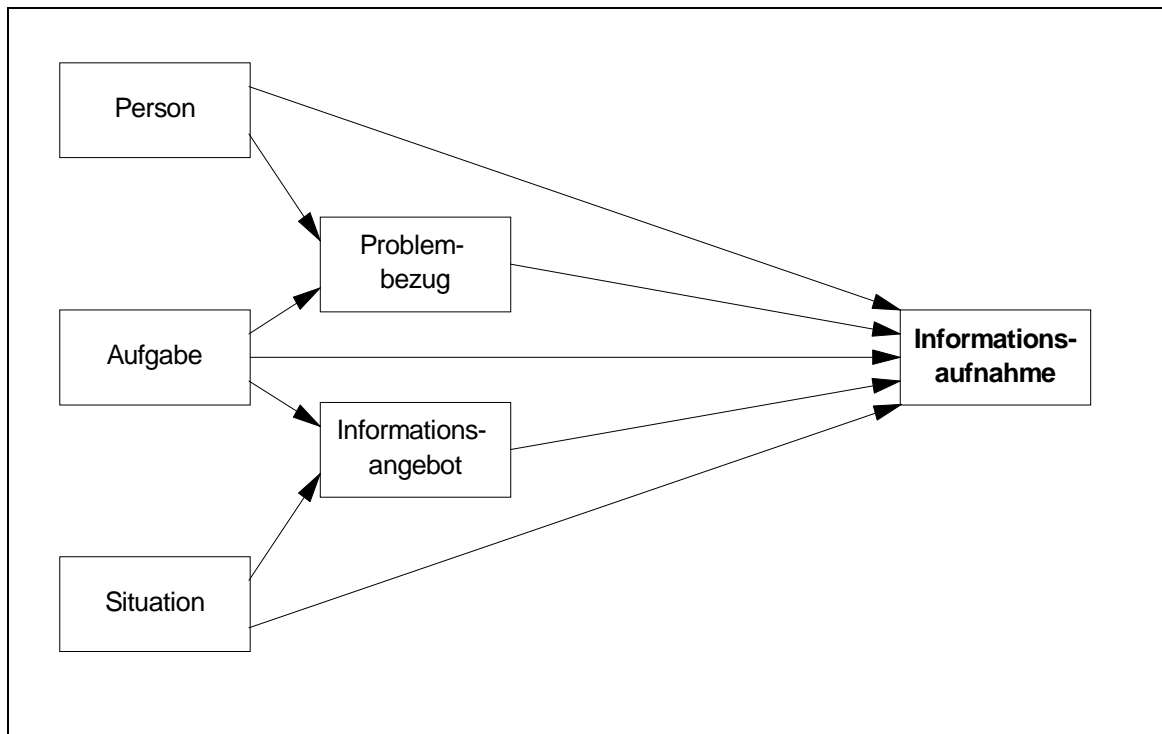 Person
Problem-
bezug
Aufgabe
Informations-
aufnahme
Informations-
angebot
Situation